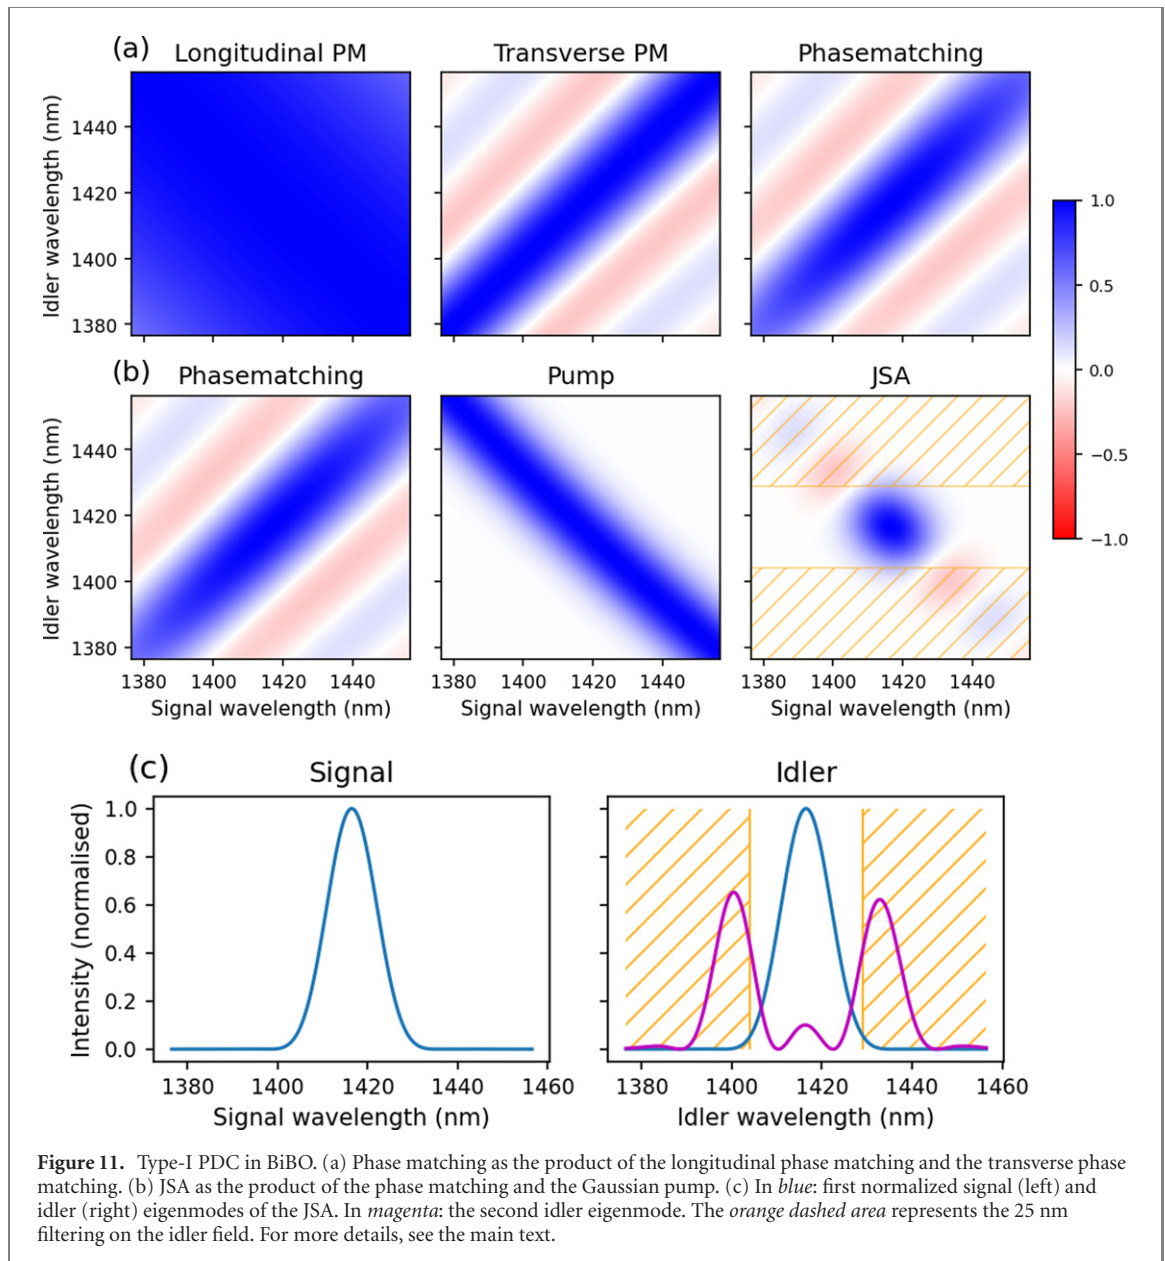 (a)
Longitudinal PM
Transverse PM
Phasematching
Idler wavelength (nm)
1440
1420
1400
1380
1.0
0.5
0.0
−0.5
−1.0
(b)
Phasematching
Pump
JSA
Idler wavelength (nm)
1440
1420
1400
1380
1380 1400 1420 1440
1380 1400 1420 1440
1380 1400 1420 1440
Signal wavelength (nm)
Signal wavelength (nm)
Signal wavelength (nm)
(c)
Signal
Idler
Intensity (normalised)
1.0
0.8
0.6
0.4
0.2
0.0
1380 1400 1420 1440 1460
1380 1400 1420 1440 1460
Signal wavelength (nm)
Idler wavelength (nm)
Figure 11. Type-I PDC in BiBO. (a) Phase matching as the product of the longitudinal phase matching and the transverse phase
matching. (b) JSA as the product of the phase matching and the Gaussian pump. (c) In blue: first normalized signal (left) and
idler (right) eigenmodes of the JSA. In magenta: the second idler eigenmode. The orange dashed area represents the 25 nm
filtering on the idler field. For more details, see the main text.